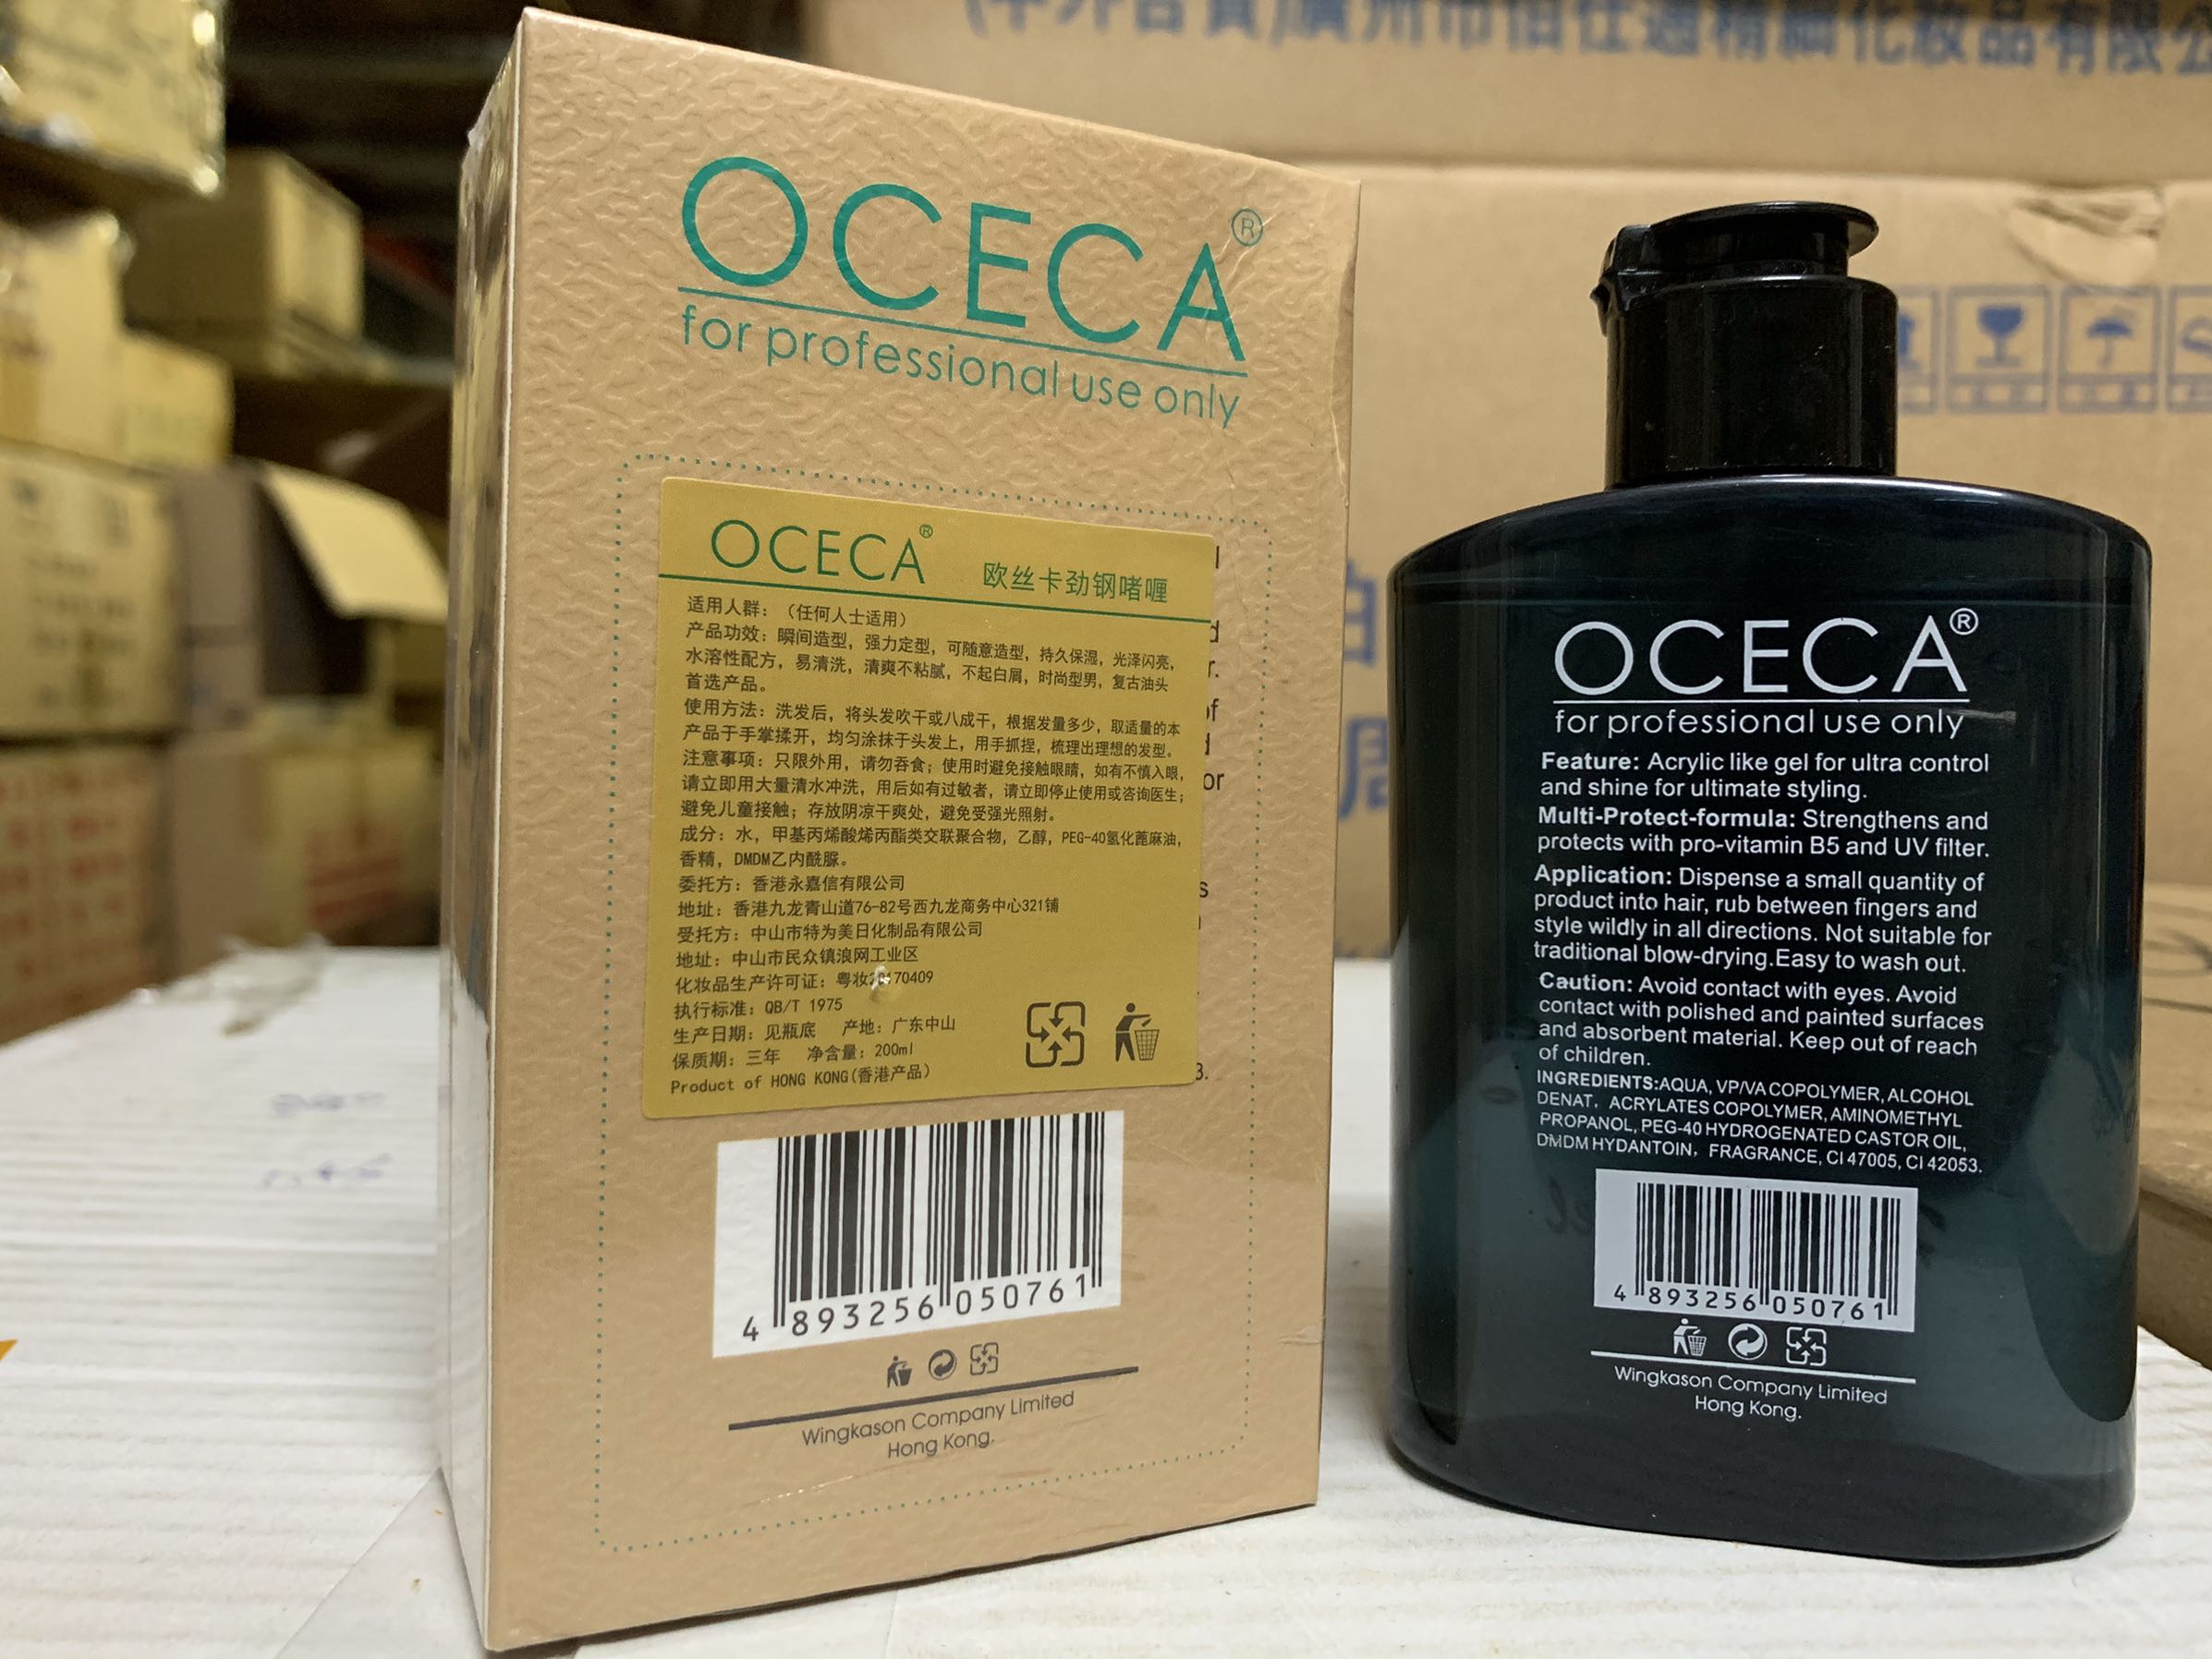 OCECA®
for professional use only
OCECA® 欧丝卡劲钢啫喱
适用人群：（任何人士适用）
产品功效：瞬间造型，强力定型，可随意造型，持久保湿，光泽闪亮，
水溶性配方，易清洗，清爽不粘腻，不起白屑，时尚型男，复古油头
首选产品。
使用方法：洗发后，将头发吹干或八成干，根据发量多少，取适量的本
产品于手掌揉开，均匀涂抹于头发上，用手抓捏，梳理出理想的发型。
注意事项：只限外用，请勿吞食；使用时避免接触眼睛，如有不慎入眼，
请立即用大量清水冲洗，用后如有过敏者，请立即停止使用或咨询医生；
避免儿童接触；存放阴凉干爽处，避免受强光照射。
成分：水，甲基丙烯酸烯丙酯类交联聚合物，乙醇，PEG-40氢化蓖麻油，
香精，DMDM乙内酰脲。
委托方：香港永嘉信有限公司
地址：香港九龙青山道76-82号西九龙商务中心321铺
受托方：中山市特为美日化制品有限公司
地址：中山市民众镇浪网工业区
化妆品生产许可证：粤妆
执行标准：QB/T 1975
生产日期：见瓶底 产地：广东中山
保质期：三年 净含量：200ml
Product of HONG KONG(香港产品)
4 893256 050761
Wingkason Company Limited
Hong Kong.
OCECA®
for professional use only
Feature: Acrylic like gel for ultra control
and shine for ultimate styling.
Multi-Protect-formula: Strengthens and
protects with pro-vitamin B5 and UV filter.
Application: Dispense a small quantity of
product into hair, rub between fingers and
style wildly in all directions. Not suitable for
traditional blow-drying.Easy to wash out.
Caution: Avoid contact with eyes. Avoid
contact with polished and painted surfaces
and absorbent material. Keep out of reach
of children.
INGREDIENTS:AQUA, VP/VA COPOLYMER, ALCOHOL
DENAT, ACRYLATES COPOLYMER, AMINOMETHYL
PROPANOL, PEG-40 HYDROGENATED CASTOR OIL,
DMDM HYDANTOIN, FRAGRANCE, CI 47005, CI 42053.
4 893256 050761
Wingkason Company Limited
Hong Kong.